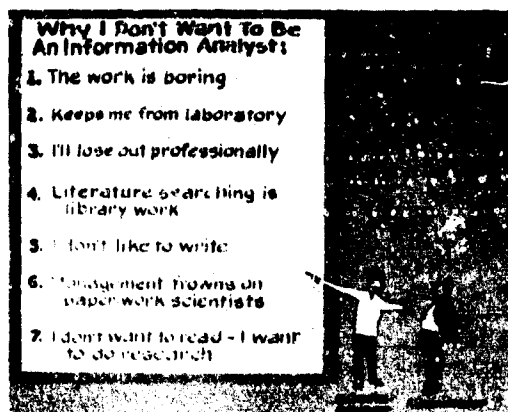 Why I Don't Want To Be
An Information Analyst:
1. The work is boring
2. Keeps me from laboratory
3. I'll lose out professionally
4. Literature searching is
library work
5. I don't like to write
6. Management frowns on
paper work scientists
7. I don't want to read - I want
to do research